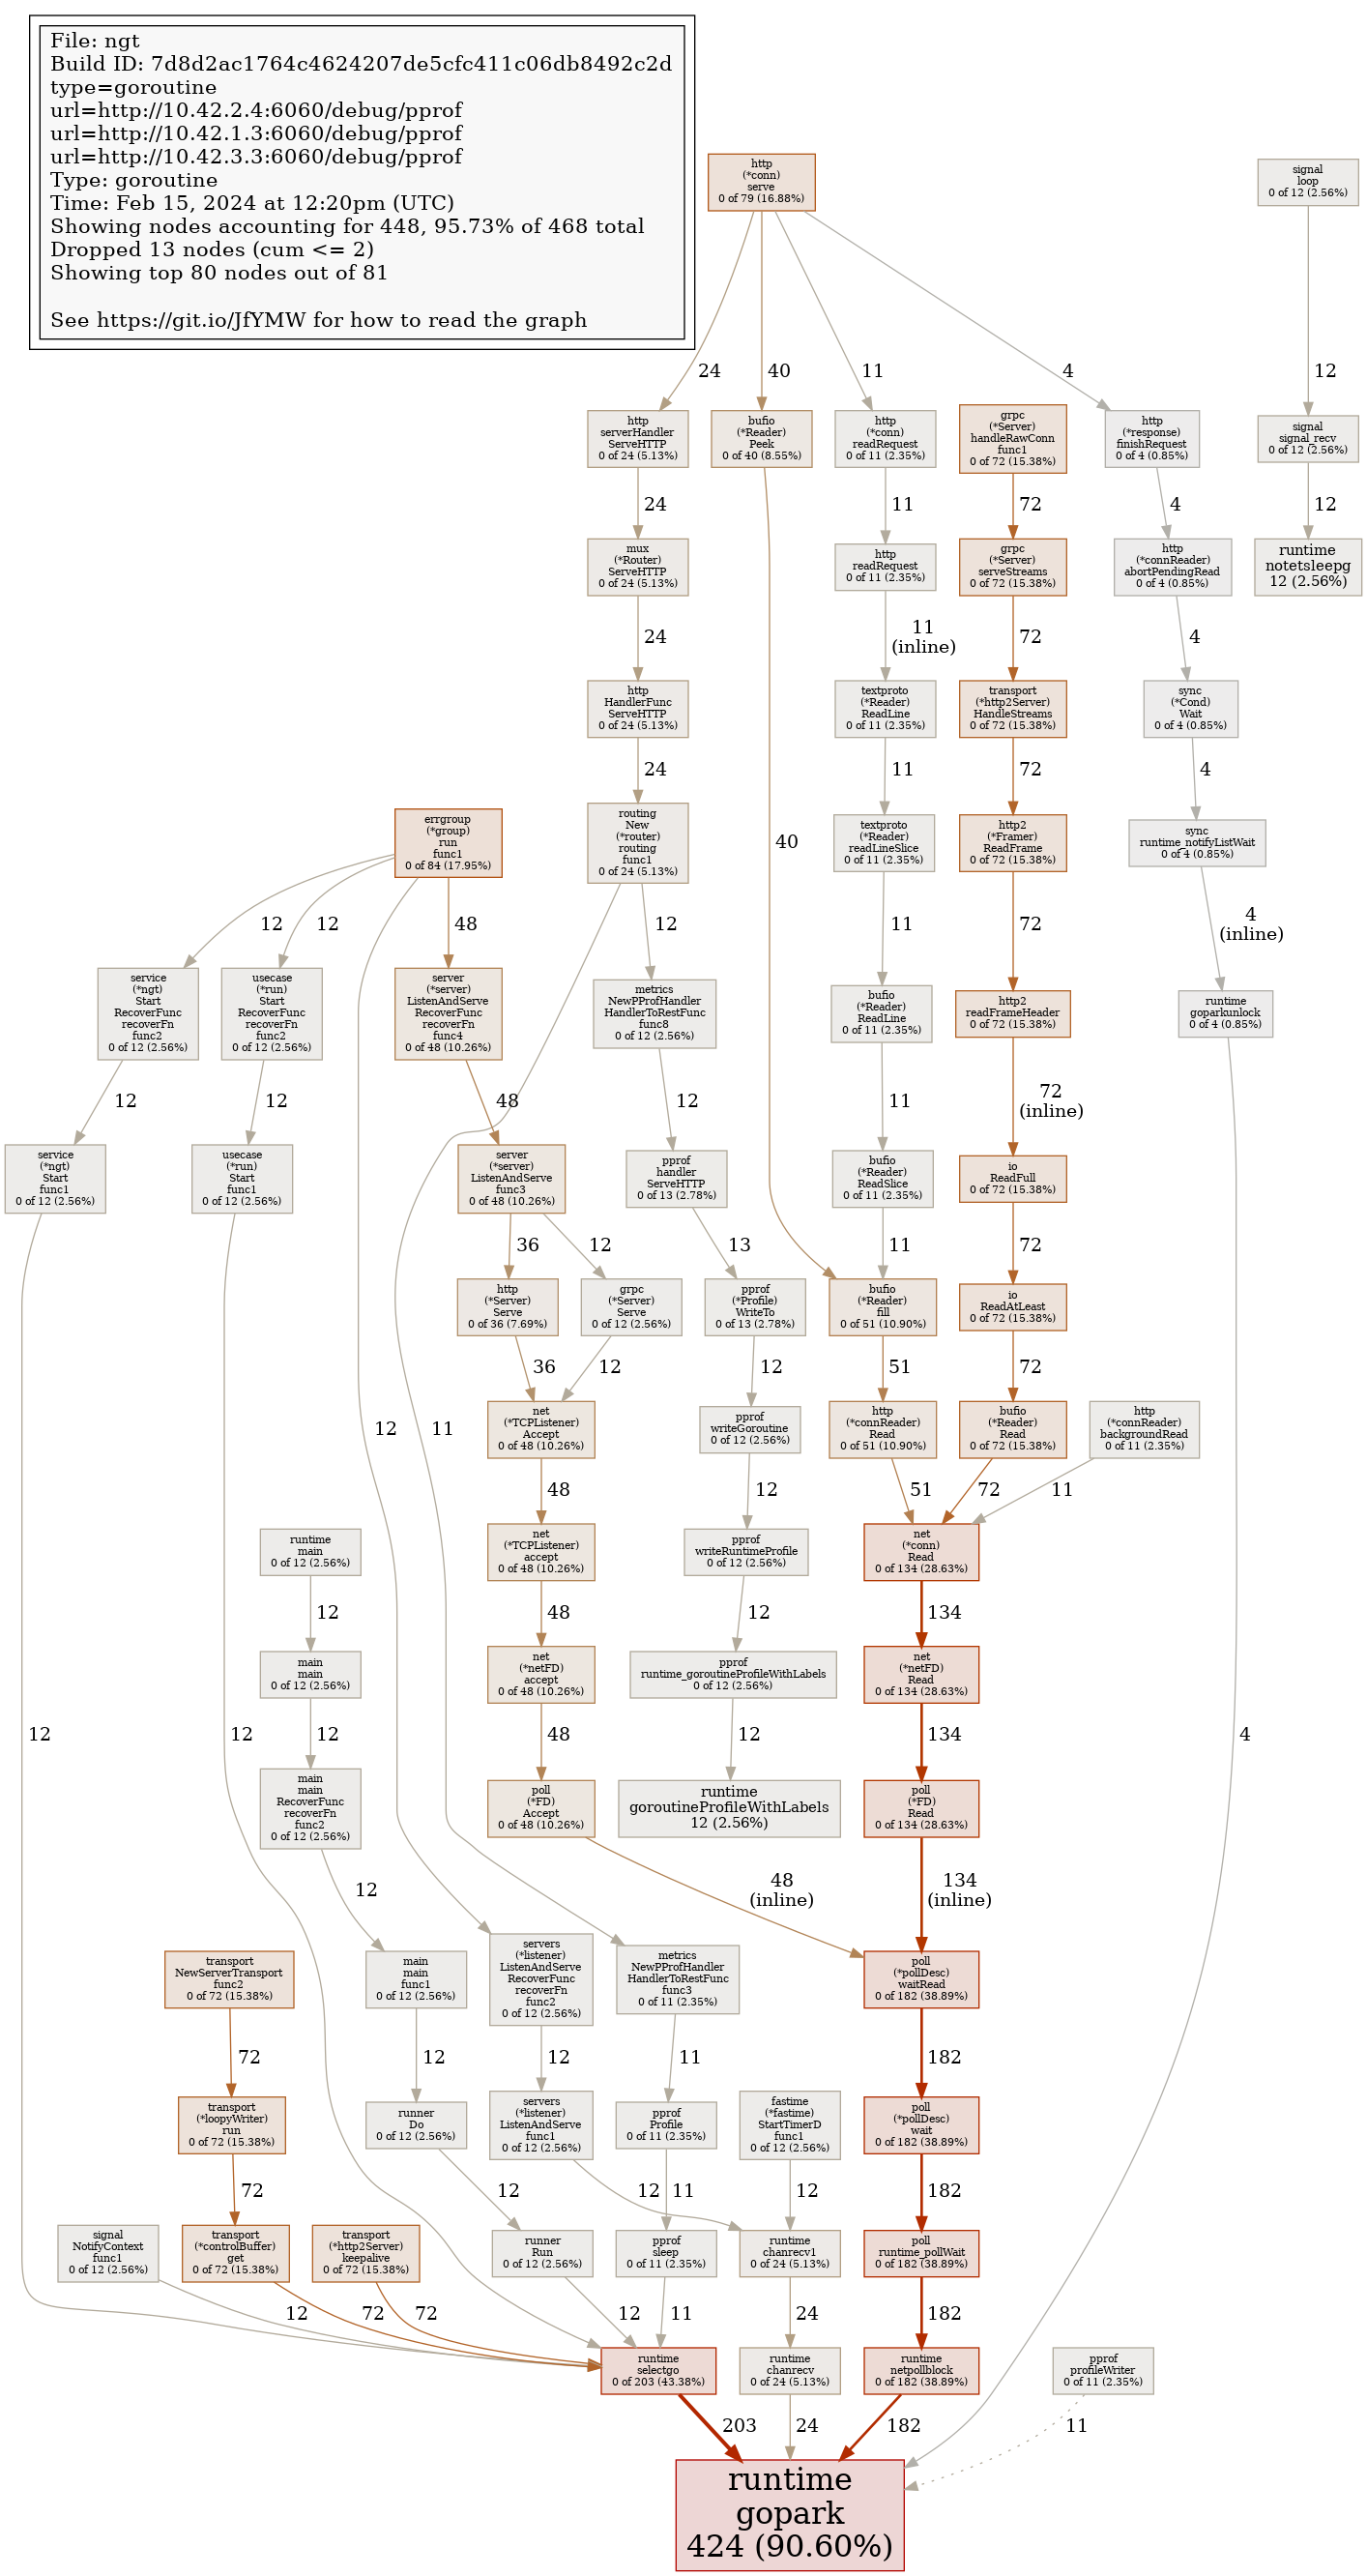 File: ngt
Build ID: 7d8d2ac1764c4624207de5cfc411c06db8492c2d
type=goroutine
url=http://10.42.2.4:6060/debug/pprof
url=http://10.42.1.3:6060/debug/pprof
url=http://10.42.3.3:6060/debug/pprof
Type: goroutine
Time: Feb 15, 2024 at 12:20pm (UTC)
Showing nodes accounting for 448, 95.73% of 468 total
Dropped 13 nodes (cum <= 2)
Showing top 80 nodes out of 81
See https://git.io/JfYMW for how to read the graph
http
(*conn)
serve
0 of 79 (16.88%)
signal
loop
0 of 12 (2.56%)
24
40
11
4
12
http
serverHandler
ServeHTTP
0 of 24 (5.13%)
bufio
(*Reader)
Peek
0 of 40 (8.55%)
http
(*conn)
readRequest
0 of 11 (2.35%)
grpc
(*Server)
handleRawConn
func1
0 of 72 (15.38%)
http
(*response)
finishRequest
0 of 4 (0.85%)
signal
signal_recv
0 of 12 (2.56%)
24
11
72
4
12
mux
(*Router)
ServeHTTP
0 of 24 (5.13%)
http
readRequest
0 of 11 (2.35%)
grpc
(*Server)
serveStreams
0 of 72 (15.38%)
http
(*connReader)
abortPendingRead
0 of 4 (0.85%)
runtime
notetsleepg
12 (2.56%)
24
11
(inline)
72
4
http
HandlerFunc
ServeHTTP
0 of 24 (5.13%)
textproto
(*Reader)
ReadLine
0 of 11 (2.35%)
transport
(*http2Server)
HandleStreams
0 of 72 (15.38%)
sync
(*Cond)
Wait
0 of 4 (0.85%)
24
11
72
4
errgroup
(*group)
run
func1
0 of 84 (17.95%)
routing
New
(*router)
routing
func1
0 of 24 (5.13%)
40
textproto
(*Reader)
readLineSlice
0 of 11 (2.35%)
http2
(*Framer)
ReadFrame
0 of 72 (15.38%)
sync
runtime_notifyListWait
0 of 4 (0.85%)
12
12
48
12
11
72
4
(inline)
service
(*ngt)
Start
RecoverFunc
recoverFn
func2
0 of 12 (2.56%)
usecase
(*run)
Start
RecoverFunc
recoverFn
func2
0 of 12 (2.56%)
server
(*server)
ListenAndServe
RecoverFunc
recoverFn
func4
0 of 48 (10.26%)
metrics
NewPProfHandler
HandlerToRestFunc
func8
0 of 12 (2.56%)
bufio
(*Reader)
ReadLine
0 of 11 (2.35%)
http2
readFrameHeader
0 of 72 (15.38%)
runtime
goparkunlock
0 of 4 (0.85%)
12
12
48
12
11
72
(inline)
service
(*ngt)
Start
func1
0 of 12 (2.56%)
usecase
(*run)
Start
func1
0 of 12 (2.56%)
server
(*server)
ListenAndServe
func3
0 of 48 (10.26%)
pprof
handler
ServeHTTP
0 of 13 (2.78%)
bufio
(*Reader)
ReadSlice
0 of 11 (2.35%)
io
ReadFull
0 of 72 (15.38%)
36
12
13
11
72
http
(*Server)
Serve
0 of 36 (7.69%)
grpc
(*Server)
Serve
0 of 12 (2.56%)
pprof
(*Profile)
WriteTo
0 of 13 (2.78%)
bufio
(*Reader)
fill
0 of 51 (10.90%)
io
ReadAtLeast
0 of 72 (15.38%)
36
12
12
51
72
12
11
net
(*TCPListener)
Accept
0 of 48 (10.26%)
pprof
writeGoroutine
0 of 12 (2.56%)
http
(*connReader)
Read
0 of 51 (10.90%)
bufio
(*Reader)
Read
0 of 72 (15.38%)
http
(*connReader)
backgroundRead
0 of 11 (2.35%)
48
12
51
72
11
runtime
main
0 of 12 (2.56%)
net
(*TCPListener)
accept
0 of 48 (10.26%)
pprof
writeRuntimeProfile
0 of 12 (2.56%)
net
(*conn)
Read
0 of 134 (28.63%)
12
48
12
134
main
main
0 of 12 (2.56%)
net
(*netFD)
accept
0 of 48 (10.26%)
pprof
runtime_goroutineProfileWithLabels
0 of 12 (2.56%)
net
(*netFD)
Read
0 of 134 (28.63%)
12
12
12
48
12
134
4
main
main
RecoverFunc
recoverFn
func2
0 of 12 (2.56%)
poll
(*FD)
Accept
0 of 48 (10.26%)
runtime
goroutineProfileWithLabels
12 (2.56%)
poll
(*FD)
Read
0 of 134 (28.63%)
12
48
(inline)
134
(inline)
transport
NewServerTransport
func2
0 of 72 (15.38%)
main
main
func1
0 of 12 (2.56%)
servers
(*listener)
ListenAndServe
RecoverFunc
recoverFn
func2
0 of 12 (2.56%)
metrics
NewPProfHandler
HandlerToRestFunc
func3
0 of 11 (2.35%)
poll
(*pollDesc)
waitRead
0 of 182 (38.89%)
72
12
12
11
182
transport
(*loopyWriter)
run
0 of 72 (15.38%)
runner
Do
0 of 12 (2.56%)
servers
(*listener)
ListenAndServe
func1
0 of 12 (2.56%)
pprof
Profile
0 of 11 (2.35%)
fastime
(*fastime)
StartTimerD
func1
0 of 12 (2.56%)
poll
(*pollDesc)
wait
0 of 182 (38.89%)
72
12
12
11
12
182
signal
NotifyContext
func1
0 of 12 (2.56%)
transport
(*controlBuffer)
get
0 of 72 (15.38%)
transport
(*http2Server)
keepalive
0 of 72 (15.38%)
runner
Run
0 of 12 (2.56%)
pprof
sleep
0 of 11 (2.35%)
runtime
chanrecv1
0 of 24 (5.13%)
poll
runtime_pollWait
0 of 182 (38.89%)
12
72
72
12
11
24
182
runtime
selectgo
0 of 203 (43.38%)
runtime
chanrecv
0 of 24 (5.13%)
runtime
netpollblock
0 of 182 (38.89%)
pprof
profileWriter
0 of 11 (2.35%)
203
24
182
11
runtime
gopark
424 (90.60%)